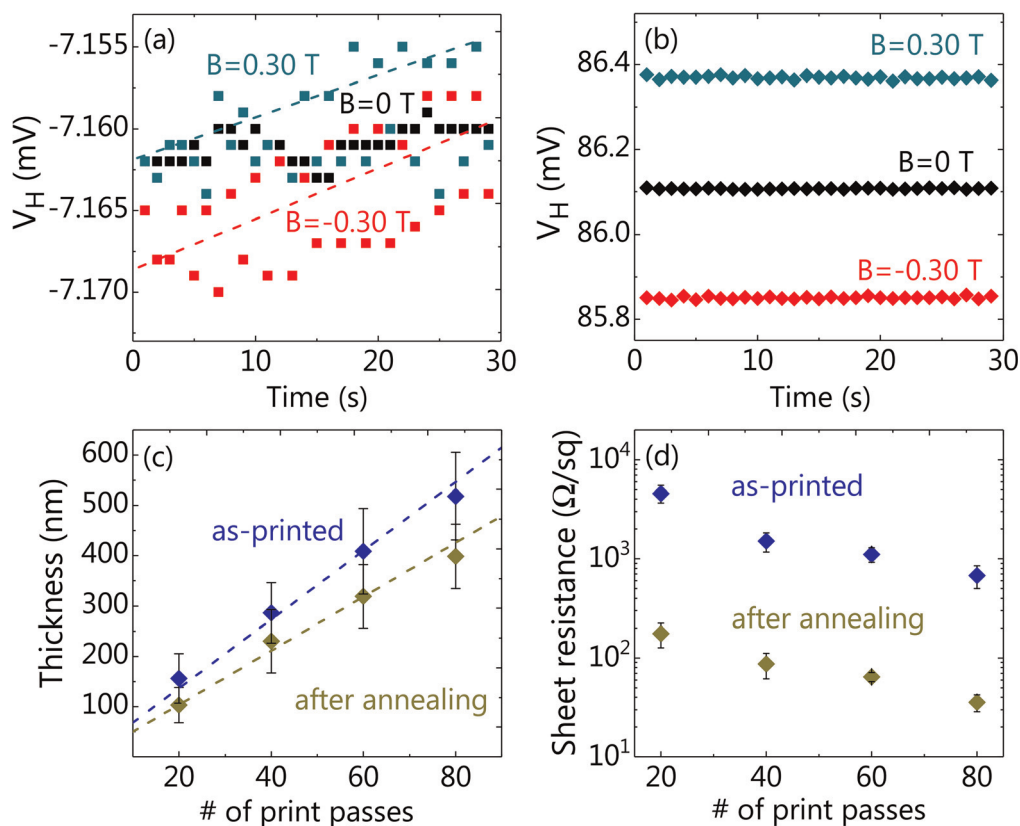 (a)
B=0.30 T
B=0 T
B=-0.30 T
-7.155
-7.160
-7.165
-7.170
V_H (mV)
0 10 20 30
Time (s)
(b)
B=0.30 T
B=0 T
B=-0.30 T
86.4
86.2
86.0
85.8
V_H (mV)
0 10 20 30
Time (s)
(c)
as-printed
after annealing
600
500
400
300
200
100
Thickness (nm)
20 40 60 80
# of print passes
(d)
as-printed
after annealing
10^4
10^3
10^2
10^1
Sheet resistance (Ω/sq)
20 40 60 80
# of print passes